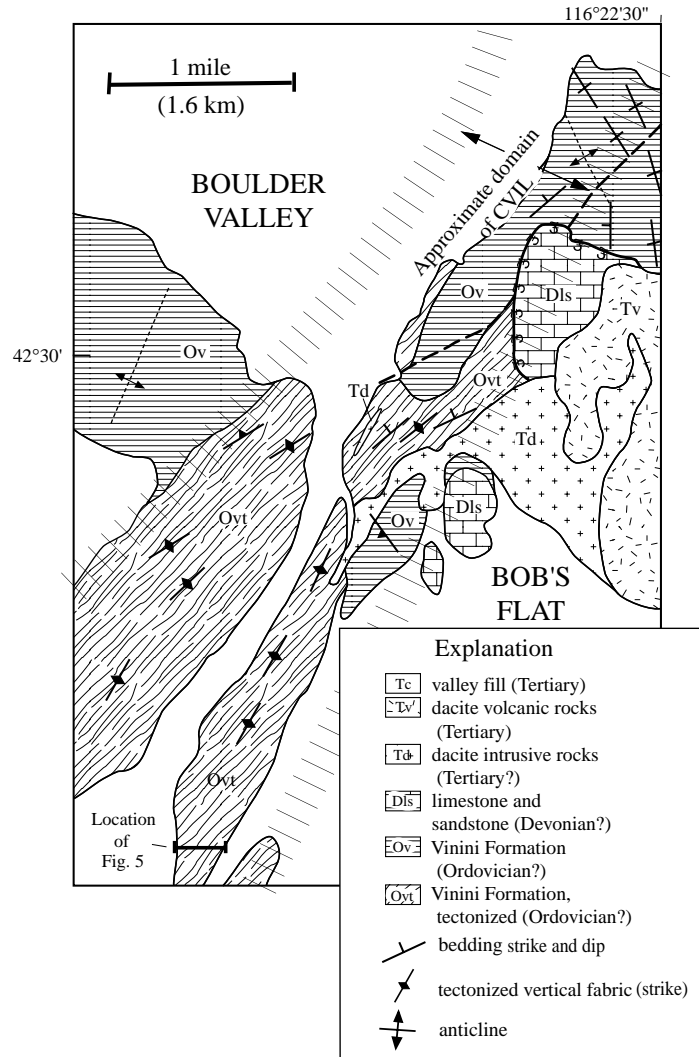 116°22'30"
1 mile
(1.6 km)
BOULDER
VALLEY
Approximate domain
of CVIL
Ov
Dls
Tv
42°30'
Ov
Td
Ovt
Td
Ovt
Ov
Dls
BOB'S
FLAT
Ovt
Location
of
Fig. 5
Explanation
Tc valley fill (Tertiary)
Tv dacite volcanic rocks
(Tertiary)
Td dacite intrusive rocks
(Tertiary?)
Dls limestone and
sandstone (Devonian?)
Ov Vinini Formation
(Ordovician?)
Ovt Vinini Formation,
tectonized (Ordovician?)
bedding strike and dip
tectonized vertical fabric (strike)
anticline